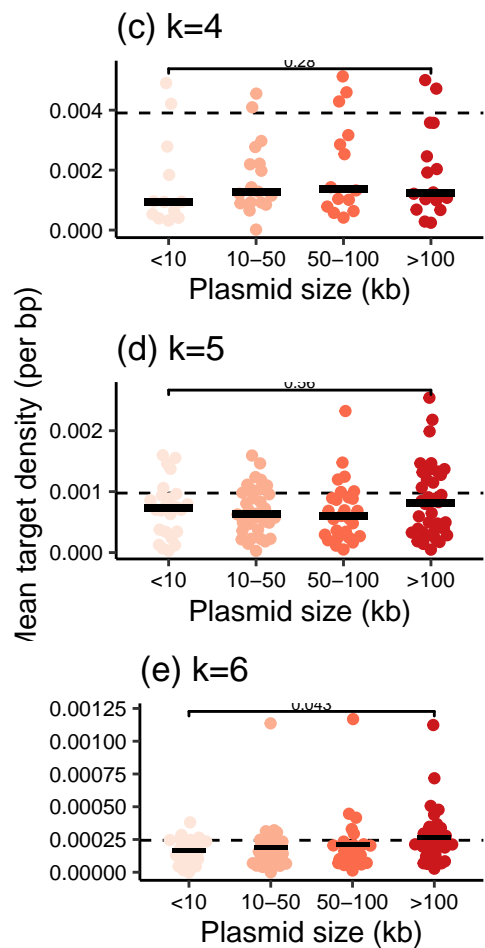 (c) k=4
0.28
0.004
0.002
0.000
<10 10−50 50−100 >100
Plasmid size (kb)
Mean target density (per bp)
(d) k=5
0.56
0.002
0.001
0.000
<10 10−50 50−100 >100
Plasmid size (kb)
(e) k=6
0.043
0.00125
0.00100
0.00075
0.00050
0.00025
0.00000
<10 10−50 50−100 >100
Plasmid size (kb)